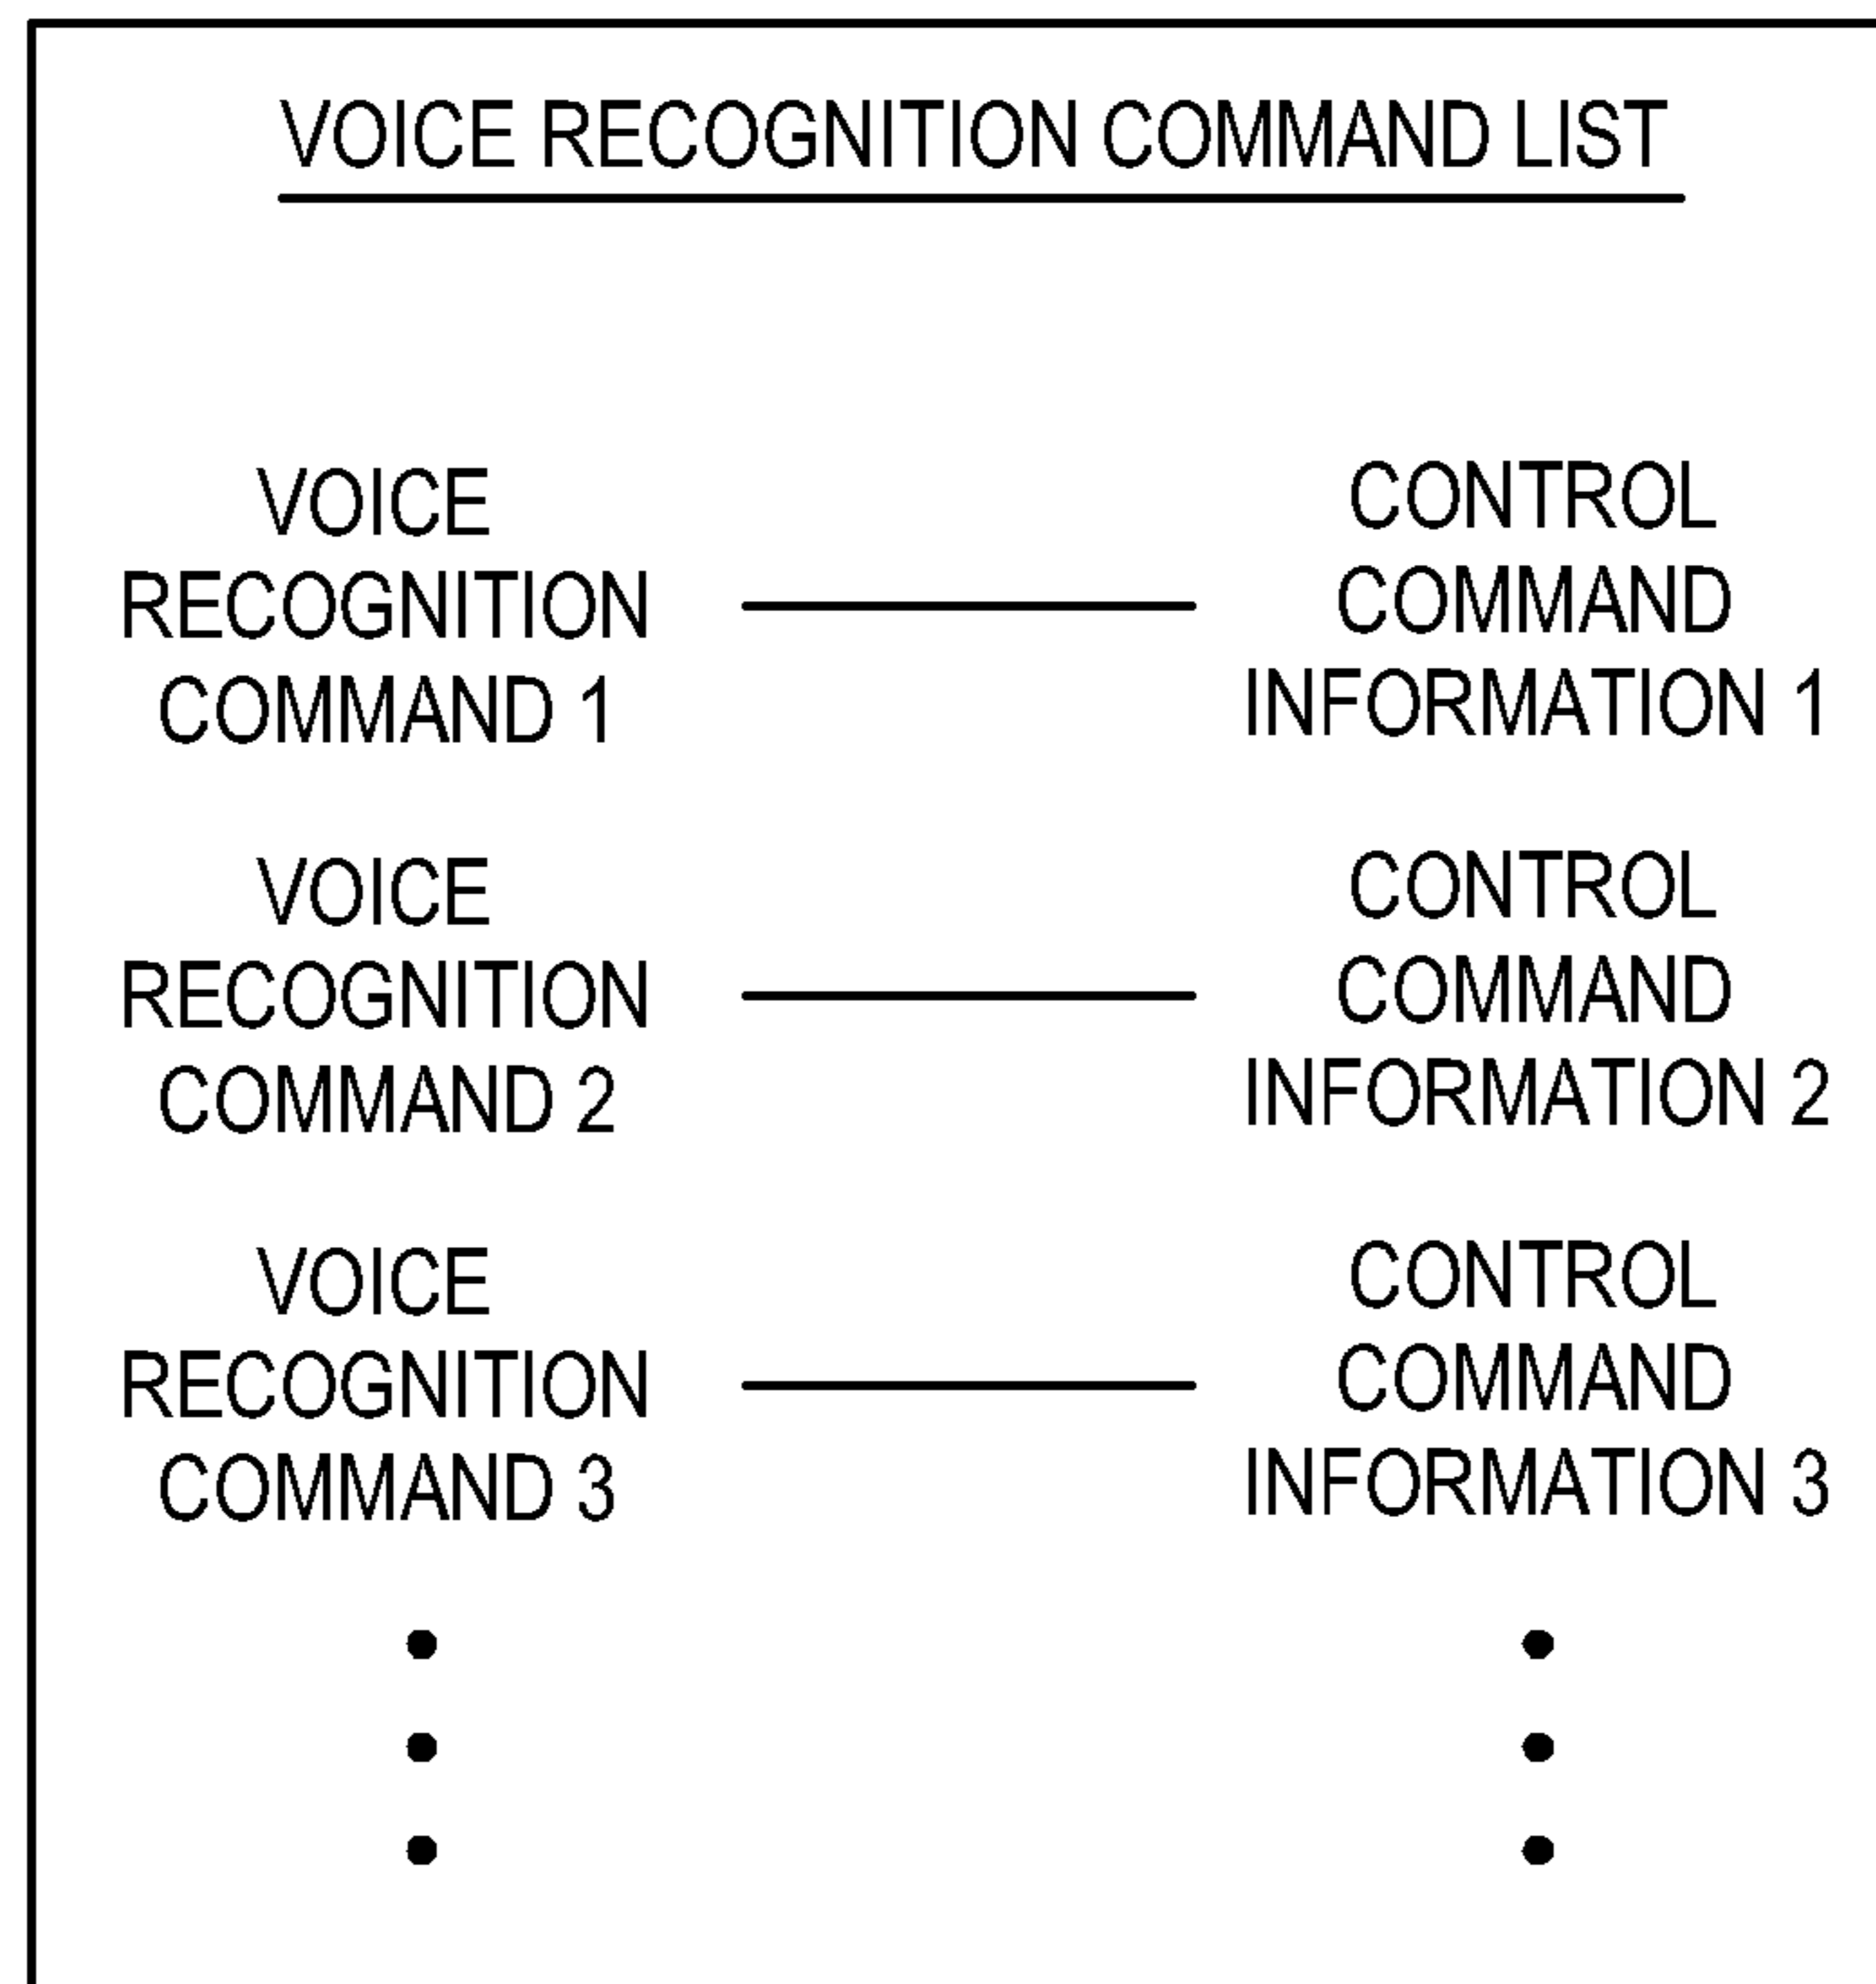 VOICE RECOGNITION COMMAND LIST
VOICE
RECOGNITION
COMMAND 1
CONTROL
COMMAND
INFORMATION 1
VOICE
RECOGNITION
COMMAND 2
CONTROL
COMMAND
INFORMATION 2
VOICE
RECOGNITION
COMMAND 3
CONTROL
COMMAND
INFORMATION 3